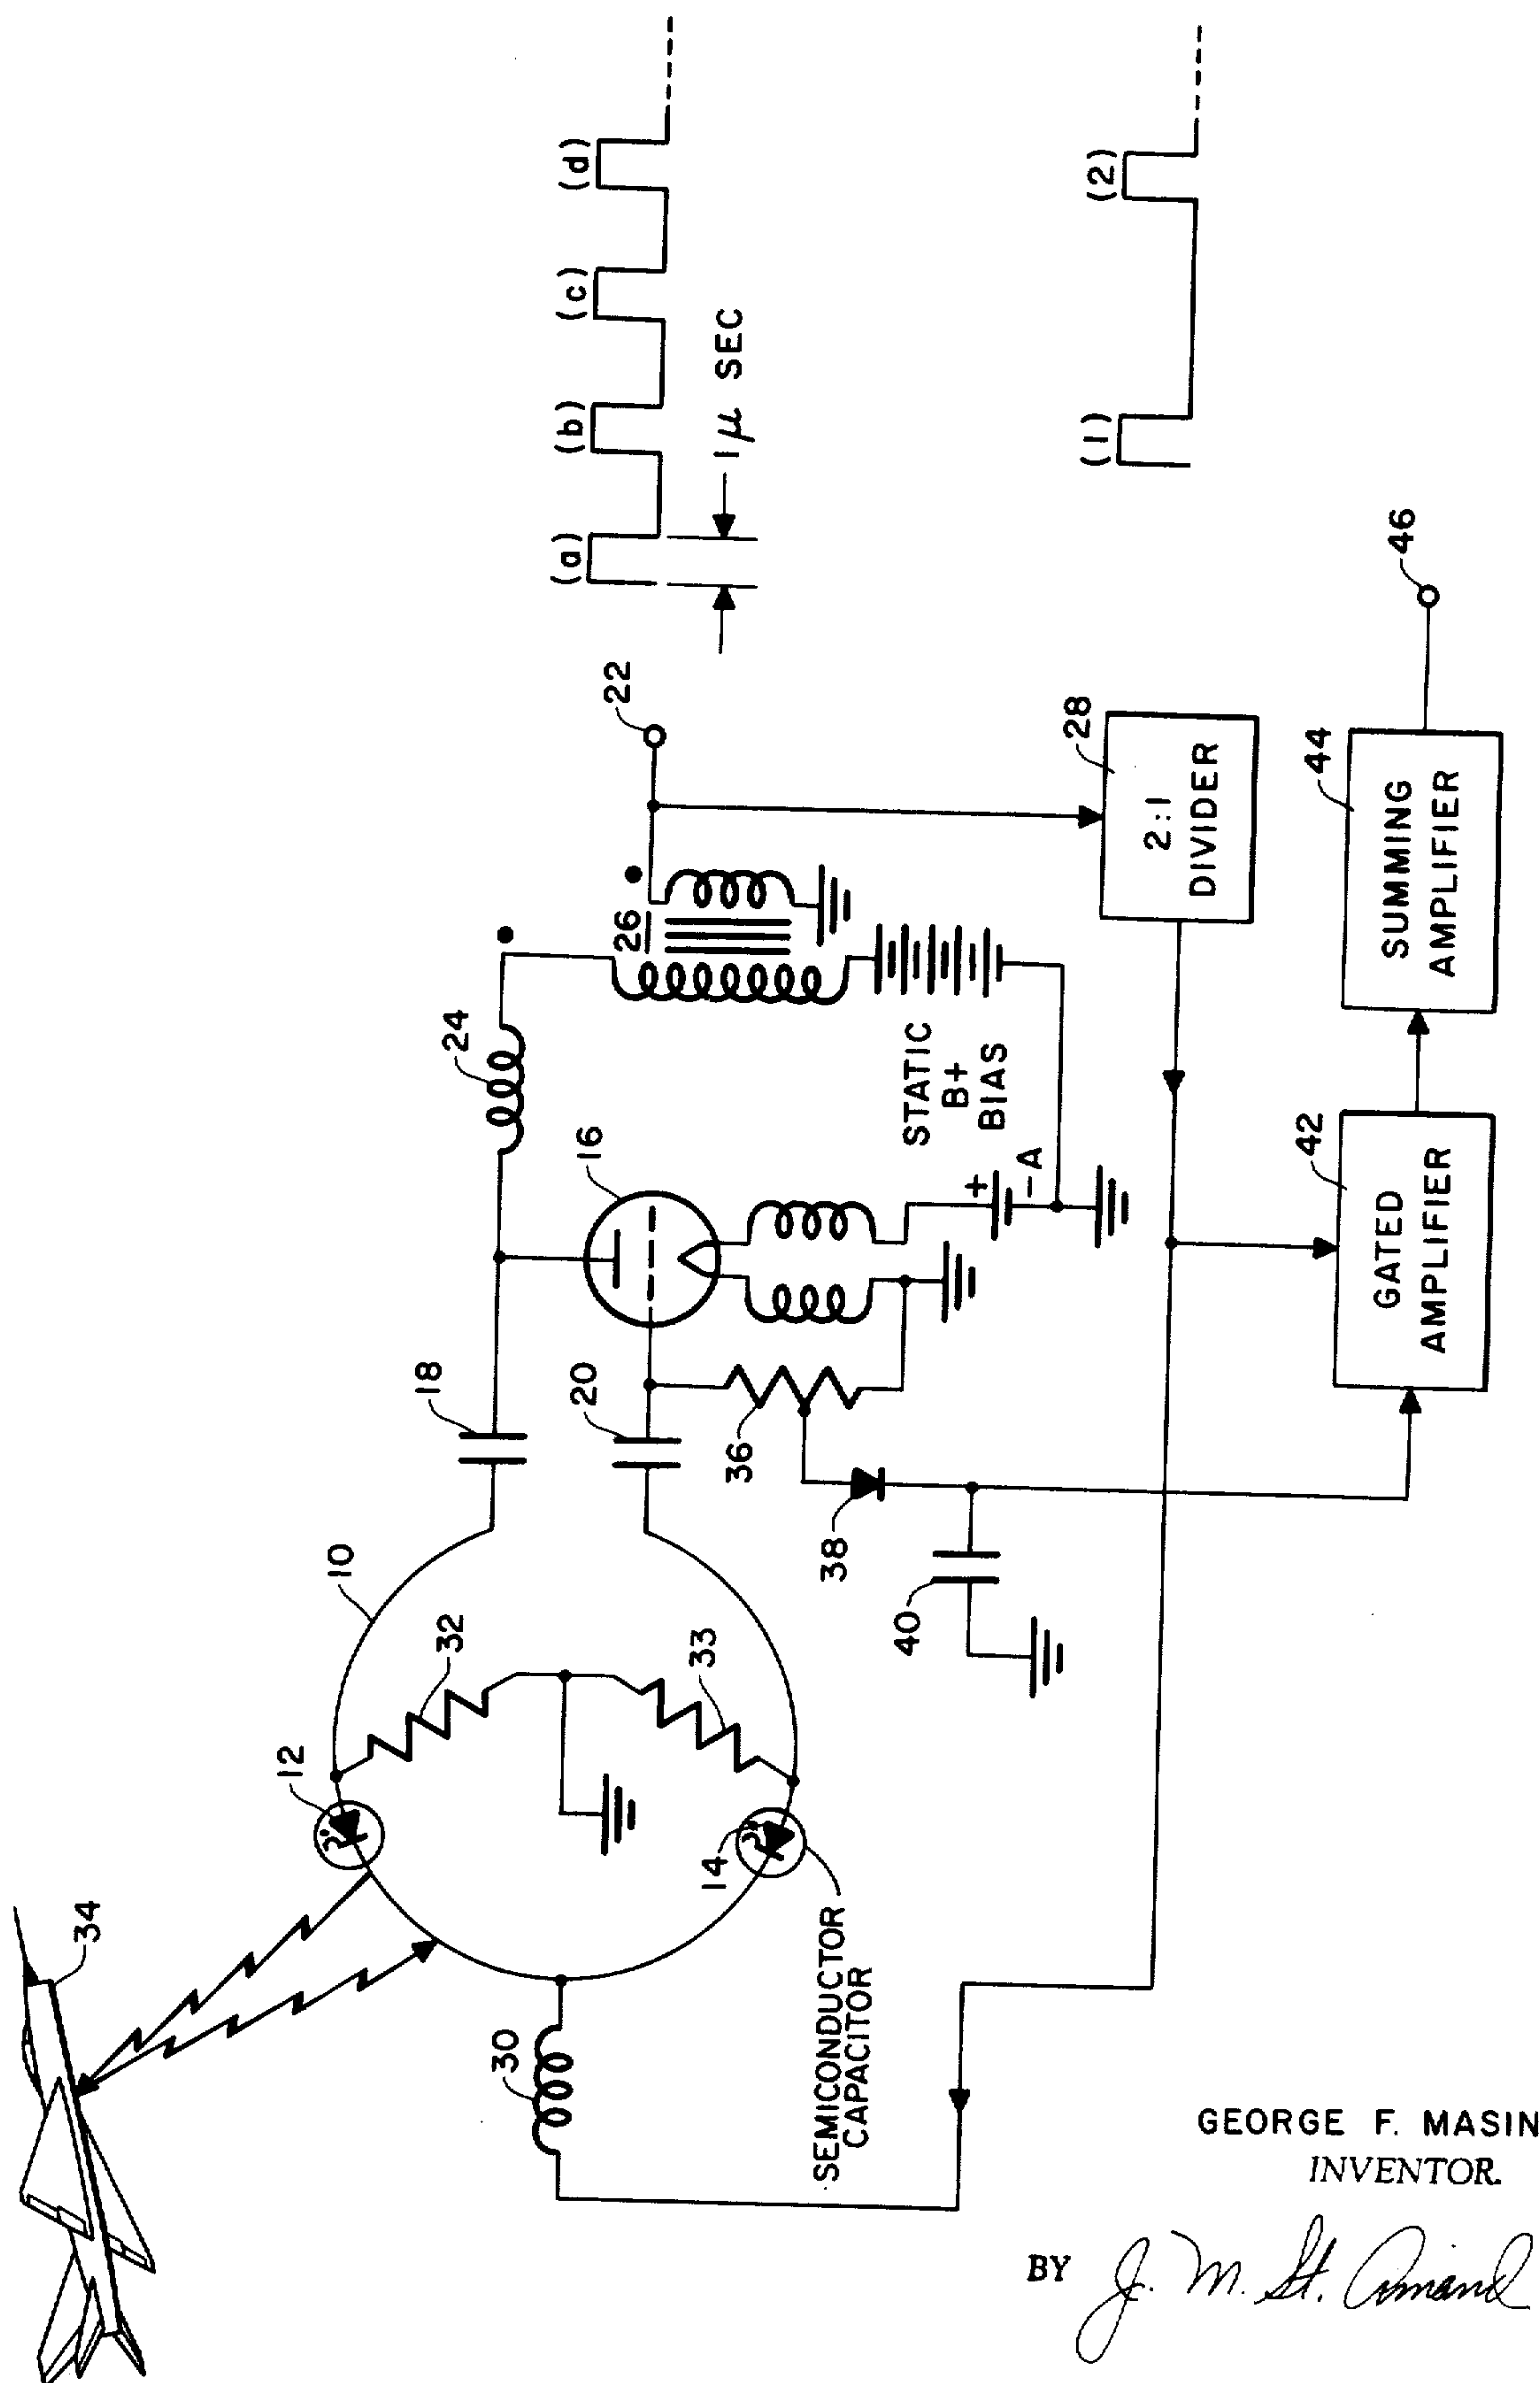 34
12
10
32
33
14
SEMICONDUCTOR
CAPACITOR
30
18
20
36
38
40
16
24
26
22
STATIC
B+
BIAS
+
-A
28
2:1
DIVIDER
42
GATED
AMPLIFIER
44
SUMMING
AMPLIFIER
46
(a) (b) (c) (d)
1 μ SEC
(1) (2)
GEORGE F. MASIN
INVENTOR.
BY J. M. St. Amand